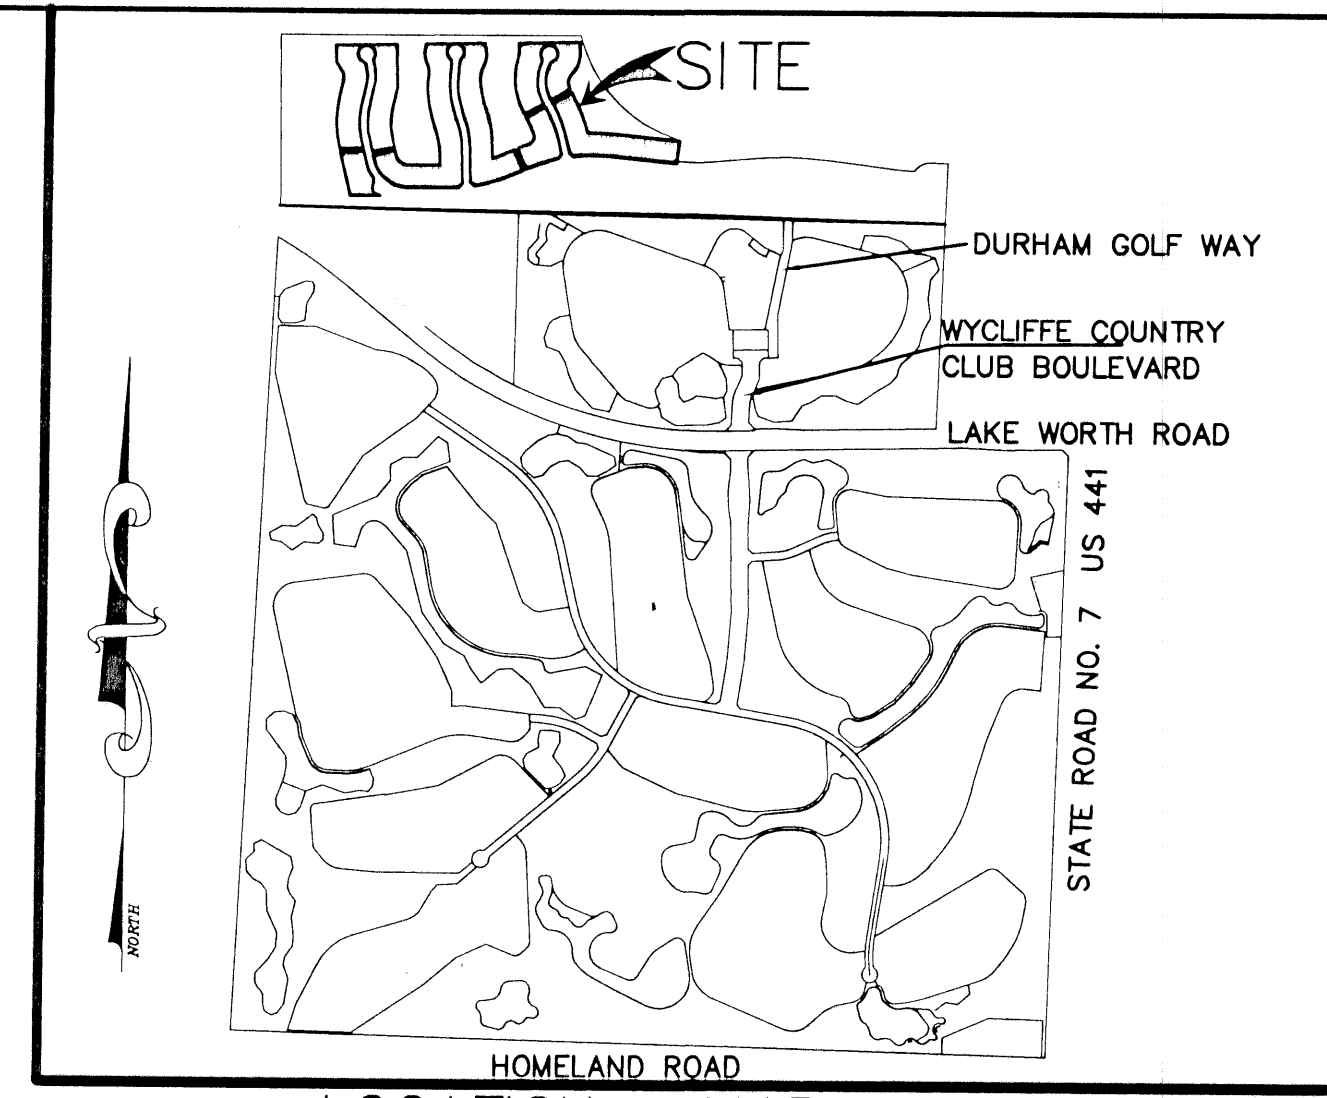 SITE
DURHAM GOLF WAY
WYCLIFFE COUNTRY
CLUB BOULEVARD
LAKE WORTH ROAD
STATE ROAD NO. 7 US 441
NORTH
HOMELAND ROAD